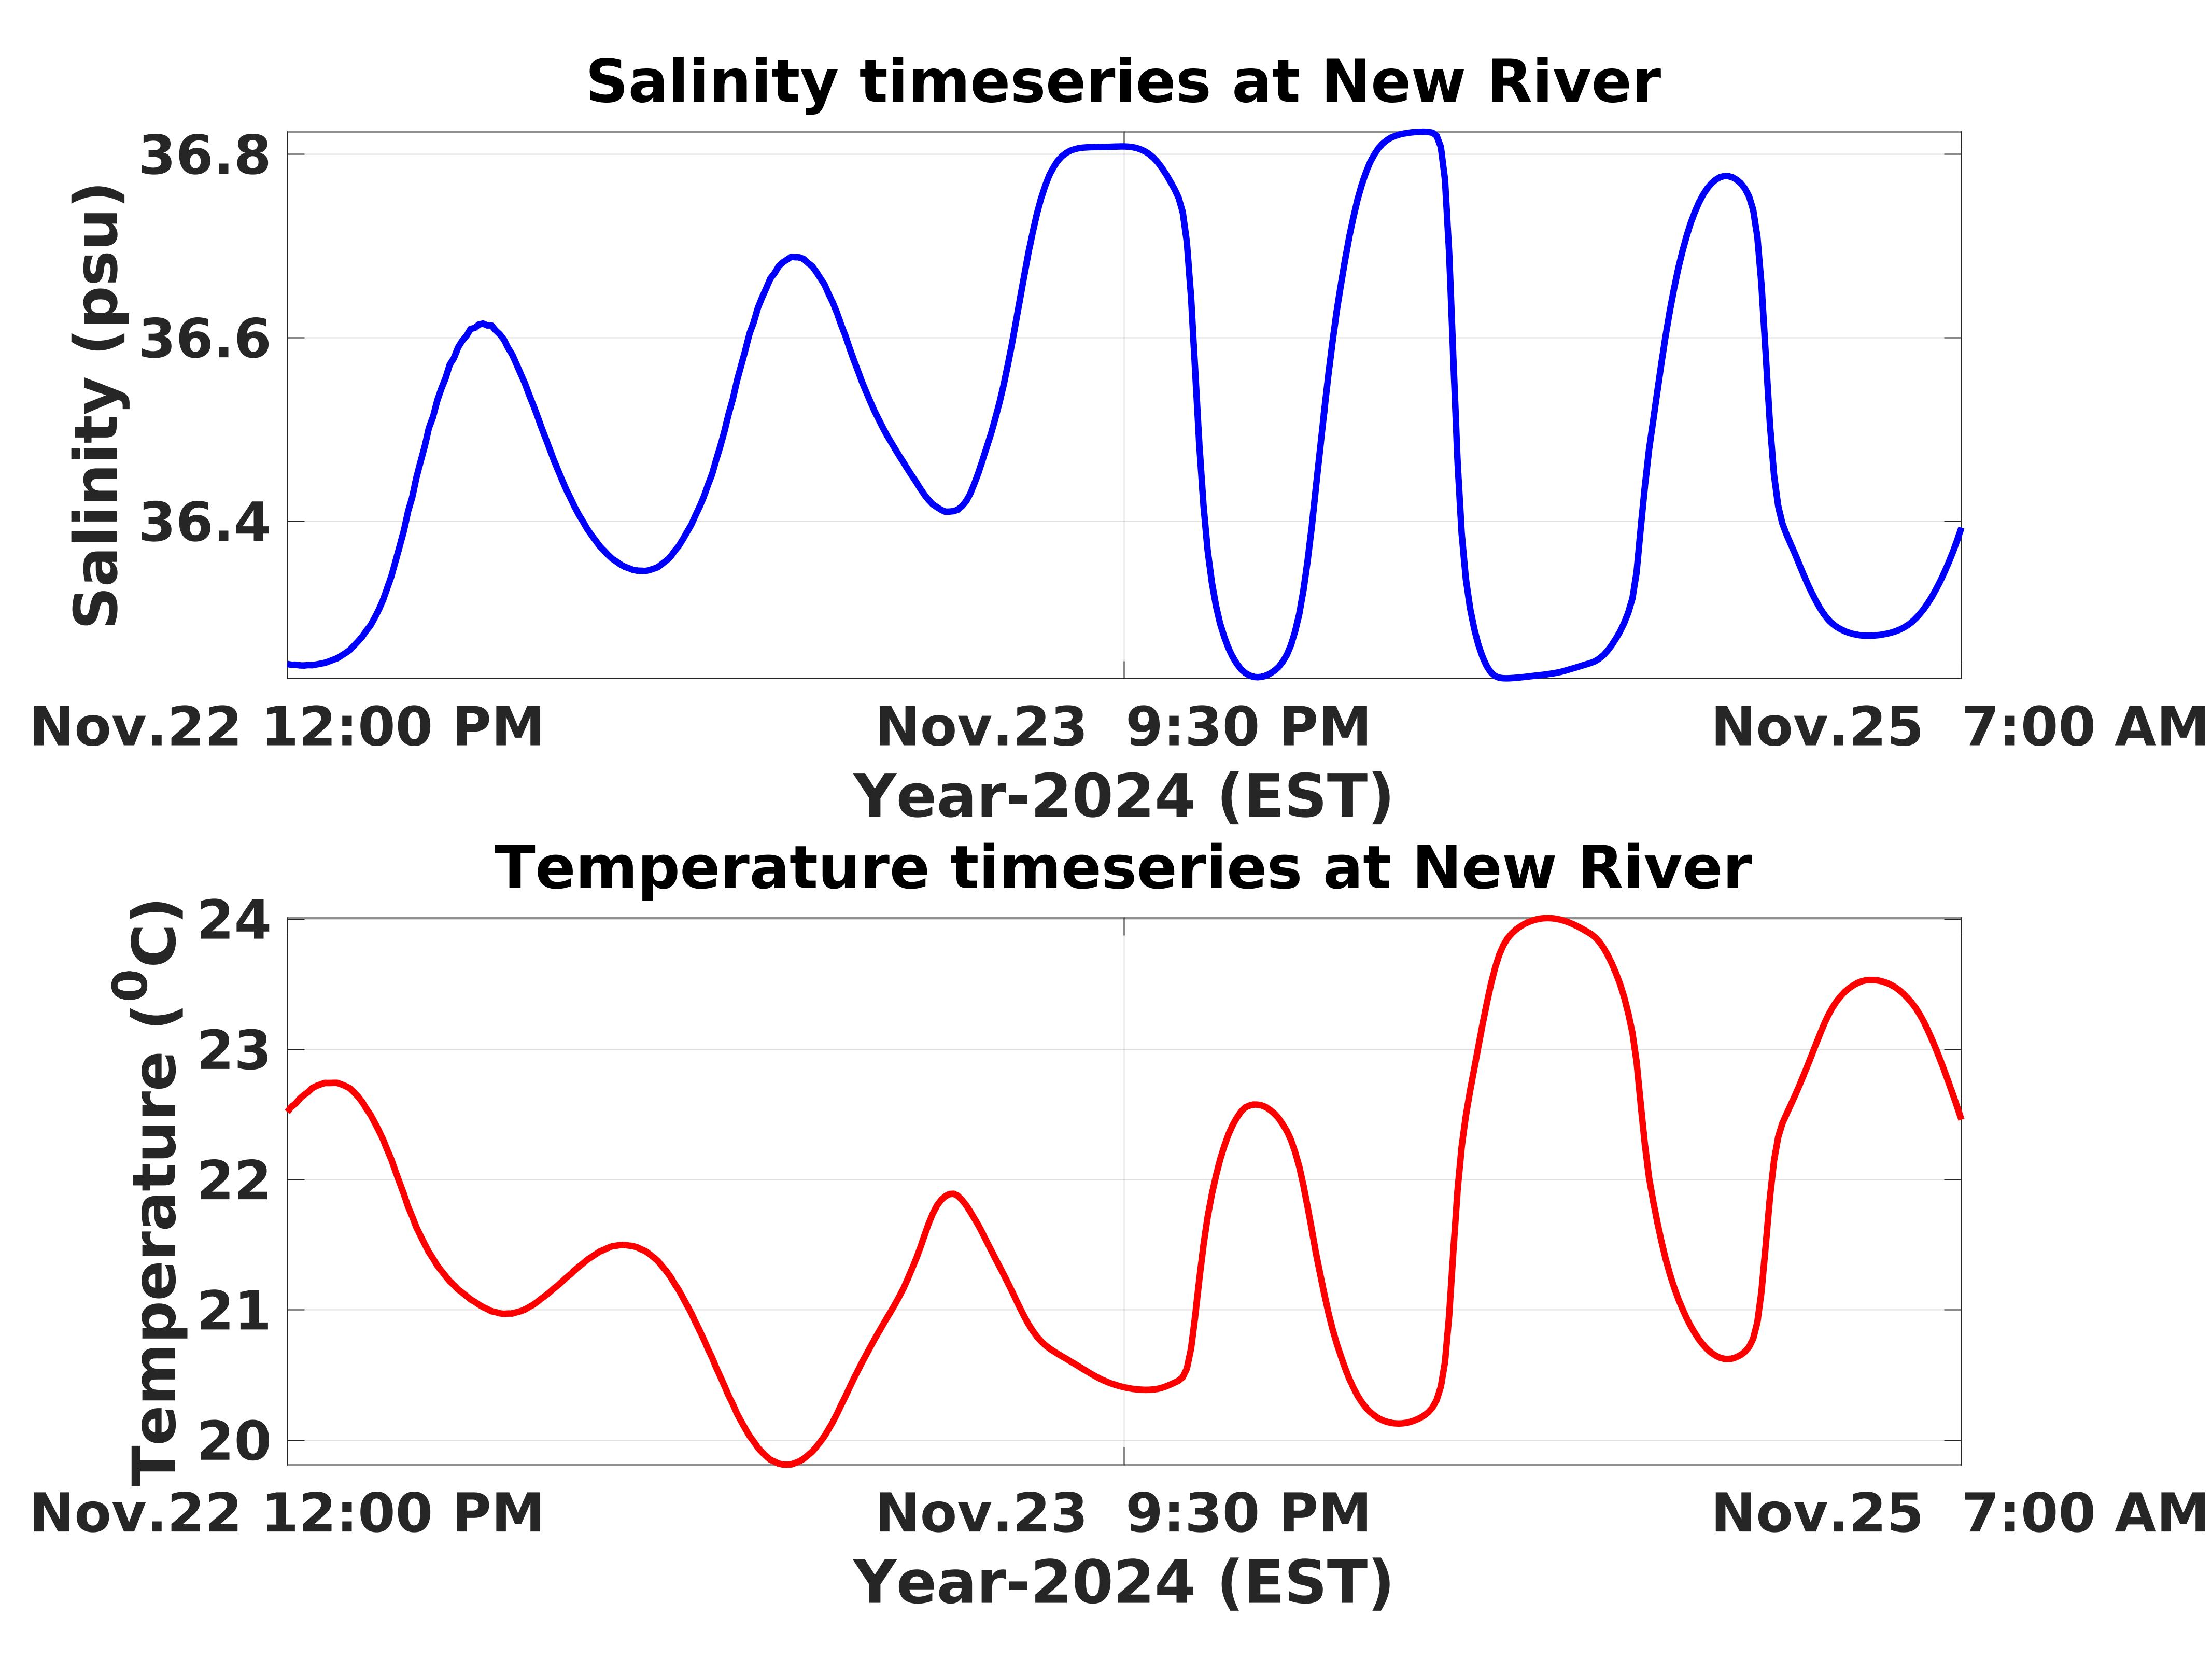 Salinity timeseries at New River
Salinity (psu)
36.8
36.6
36.4
Nov.22 12:00 PM
Nov.23  9:30 PM
Nov.25  7:00 AM
Year-2024 (EST)
Temperature timeseries at New River
Temperature (⁰C)
24
23
22
21
20
Nov.22 12:00 PM
Nov.23  9:30 PM
Nov.25  7:00 AM
Year-2024 (EST)